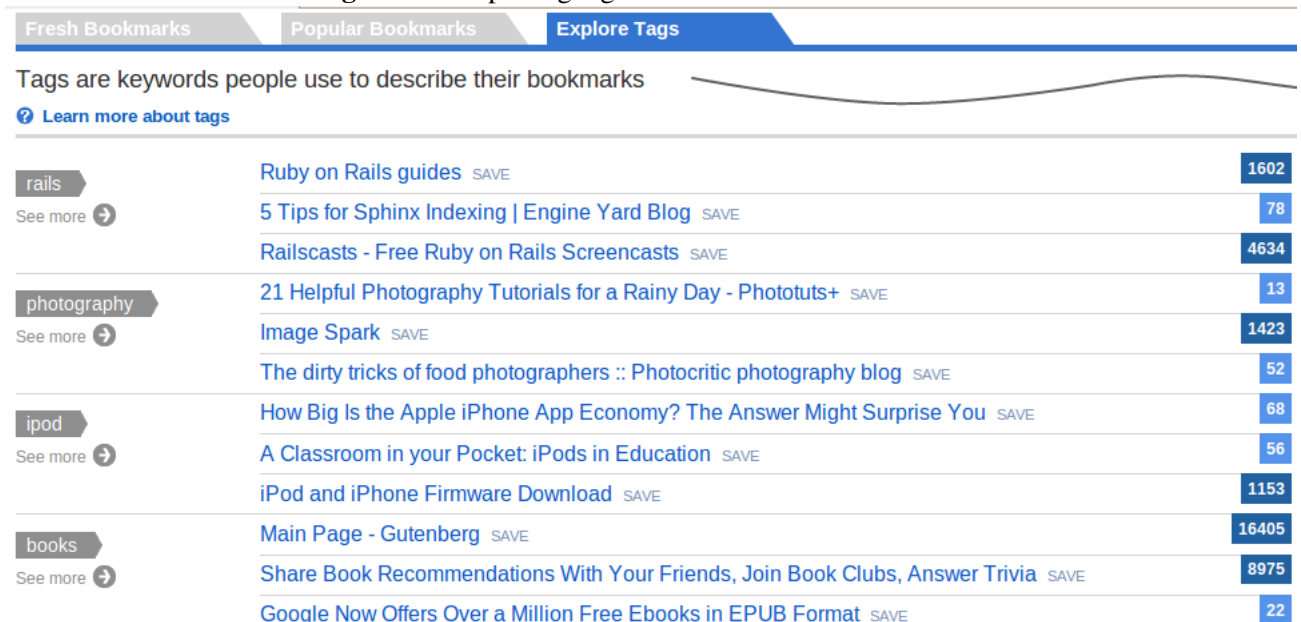 Fresh Bookmarks Popular Bookmarks Explore Tags
Tags are keywords people use to describe their bookmarks
Learn more about tags
rails
See more
Ruby on Rails guides SAVE 1602
5 Tips for Sphinx Indexing | Engine Yard Blog SAVE 78
Railscasts - Free Ruby on Rails Screencasts SAVE 4634
photography
See more
21 Helpful Photography Tutorials for a Rainy Day - Phototuts+ SAVE 13
Image Spark SAVE 1423
The dirty tricks of food photographers :: Photocritic photography blog SAVE 52
ipod
See more
How Big Is the Apple iPhone App Economy? The Answer Might Surprise You SAVE 68
A Classroom in your Pocket: iPods in Education SAVE 56
iPod and iPhone Firmware Download SAVE 1153
books
See more
Main Page - Gutenberg SAVE 16405
Share Book Recommendations With Your Friends, Join Book Clubs, Answer Trivia SAVE 8975
Google Now Offers Over a Million Free Ebooks in EPUB Format SAVE 22